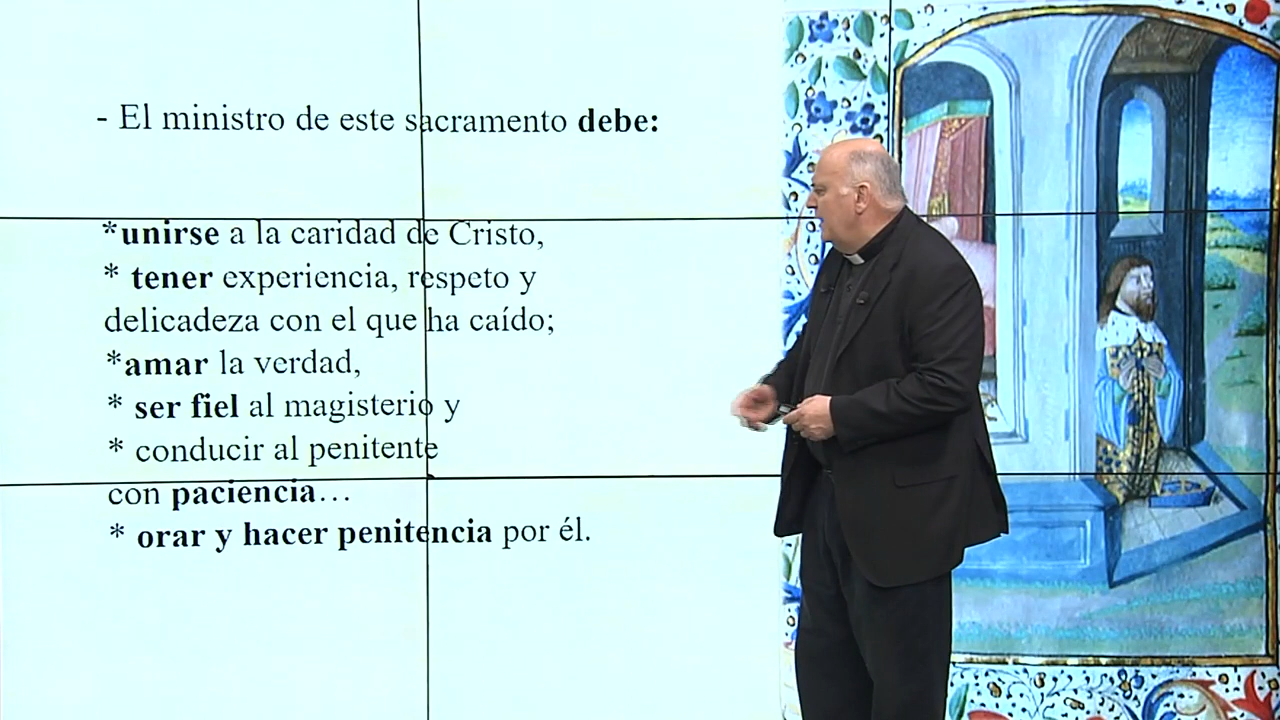 - El ministro de este sacramento debe:
*unirse a la caridad de Cristo,
* tener experiencia, respeto y
delicadeza con el que ha caído;
*amar la verdad,
* ser fiel al magisterio y
* conducir al penitente
con paciencia…
* orar y hacer penitencia por él.